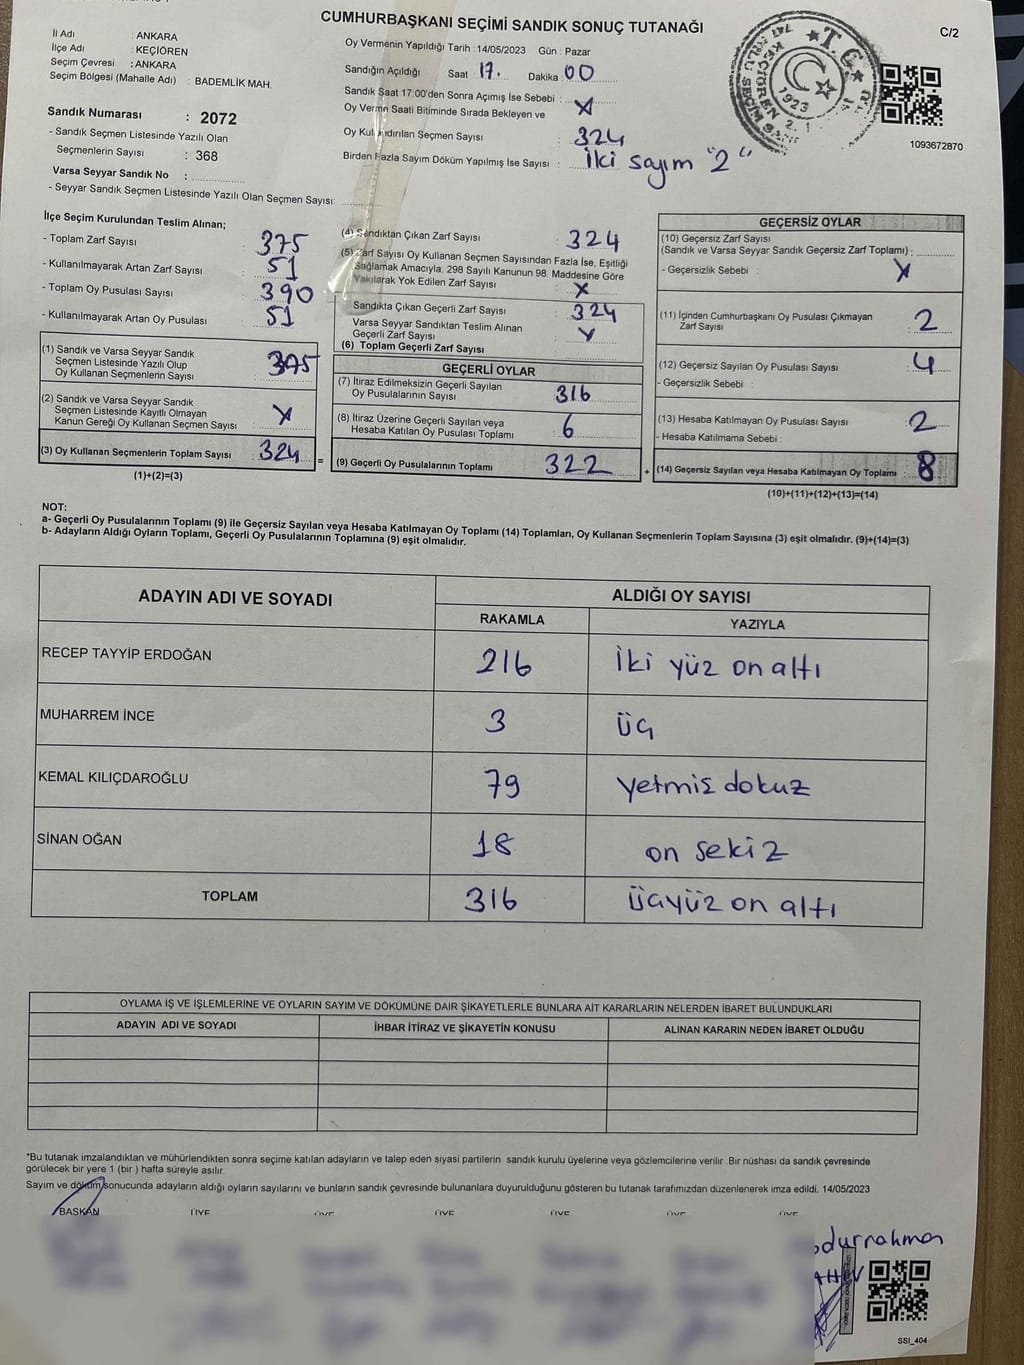 CUMHURBAŞKANI SEÇİMİ SANDIK SONUÇ TUTANAĞI
C/2
İl Adı : ANKARA
İlçe Adı : KEÇİÖREN
Seçim Çevresi : ANKARA
Seçim Bölgesi (Mahalle Adı) : BADEMLİK MAH.
Sandık Numarası : 2072
- Sandık Seçmen Listesinde Yazılı Olan
Seçmenlerin Sayısı : 368
Varsa Seyyar Sandık No :
- Seyyar Sandık Seçmen Listesinde Yazılı Olan Seçmen Sayısı:
Oy Vermenin Yapıldığı Tarih : 14/05/2023 Gün : Pazar
Sandığın Açıldığı Saat : 17. Dakika : 00
Sandık Saat 17:00'den Sonra Açımış İse Sebebi :
Oy Verme Saati Bitiminde Sırada Bekleyen ve : X
Oy Kullandırılan Seçmen Sayısı : 324
Birden Fazla Sayım Döküm Yapılmış İse Sayısı : İki sayım "2"
T.C.
1923
1093672870
İlçe Seçim Kurulundan Teslim Alınan;
- Toplam Zarf Sayısı : 375
- Kullanılmayarak Artan Zarf Sayısı : 51
- Toplam Oy Pusulası Sayısı : 390
- Kullanılmayarak Artan Oy Pusulası : 51
(1) Sandık ve Varsa Seyyar Sandık
Seçmen Listesinde Yazılı Olup
Oy Kullanan Seçmenlerin Sayısı :
(2) Sandık ve Varsa Seyyar Sandık
Seçmen Listesinde Kayıtlı Olmayan
Kanun Gereği Oy Kullanan Seçmen Sayısı : X
(3) Oy Kullanan Seçmenlerin Toplam Sayısı : 324
(1)+(2)=(3)
=
(4) Sandıktan Çıkan Zarf Sayısı : 324
(5) Zarf Sayısı Oy Kullanan Seçmen Sayısından Fazla İse, Eşitliği
Sağlamak Amacıyla, 298 Sayılı Kanunun 98. Maddesine Göre
Yakılarak Yok Edilen Zarf Sayısı : X
Sandıkta Çıkan Geçerli Zarf Sayısı : 324
Varsa Seyyar Sandıktan Teslim Alınan
Geçerli Zarf Sayısı : X
(6) Toplam Geçerli Zarf Sayısı
GEÇERLİ OYLAR
(7) İtiraz Edilmeksizin Geçerli Sayılan
Oy Pusulalarının Sayısı : 316
(8) İtiraz Üzerine Geçerli Sayılan veya
Hesaba Katılan Oy Pusulası Toplamı : 6
(9) Geçerli Oy Pusulalarının Toplamı : 322
+
GEÇERSİZ OYLAR
(10) Geçersiz Zarf Sayısı
(Sandık ve Varsa Seyyar Sandık Geçersiz Zarf Toplamı) :
- Geçersizlik Sebebi : X
(11) İçinden Cumhurbaşkanı Oy Pusulası Çıkmayan
Zarf Sayısı : 2
(12) Geçersiz Sayılan Oy Pusulası Sayısı : 4
- Geçersizlik Sebebi :
(13) Hesaba Katılmayan Oy Pusulası Sayısı : 2
- Hesaba Katılmama Sebebi :
(14) Geçersiz Sayılan veya Hesaba Katılmayan Oy Toplamı : 8
(10)+(11)+(12)+(13)=(14)
NOT:
a- Geçerli Oy Pusulalarının Toplamı (9) ile Geçersiz Sayılan veya Hesaba Katılmayan Oy Toplamı (14) Toplamları, Oy Kullanan Seçmenlerin Toplam Sayısına (3) eşit olmalıdır. (9)+(14)=(3)
b- Adayların Aldığı Oyların Toplamı, Geçerli Oy Pusulalarının Toplamına (9) eşit olmalıdır.
ADAYIN ADI VE SOYADI ALDIĞI OY SAYISI
RAKAMLA YAZIYLA
RECEP TAYYİP ERDOĞAN 216 İki yüz on altı
MUHARREM İNCE 3 Üç
KEMAL KILIÇDAROĞLU 79 yetmiş dokuz
SİNAN OĞAN 18 on sekiz
TOPLAM 316 Üçyüz on altı
OYLAMA İŞ VE İŞLEMLERİNE VE OYLARIN SAYIM VE DÖKÜMÜNE DAİR ŞİKAYETLERLE BUNLARA AİT KARARLARIN NELERDEN İBARET BULUNDUKLARI
ADAYIN ADI VE SOYADI İHBAR İTİRAZ VE ŞİKAYETİN KONUSU ALINAN KARARIN NEDEN İBARET OLDUĞU
*Bu tutanak imzalandıktan ve mühürlendikten sonra seçime katılan adayların ve talep eden siyasi partilerin sandık kurulu üyelerine veya gözlemcilerine verilir. Bir nüshası da sandık çevresinde
görülecek bir yere 1 (bir ) hafta süreyle asılır.
Sayım ve döküm sonucunda adayların aldığı oyların sayılarını ve bunların sandık çevresinde bulunanlara duyurulduğunu gösteren bu tutanak tarafımızdan düzenlenerek imza edildi. 14/05/2023
BAŞKAN ÜYE ÜYE ÜYE ÜYE ÜYE ÜYE
durrahman
SSI_404